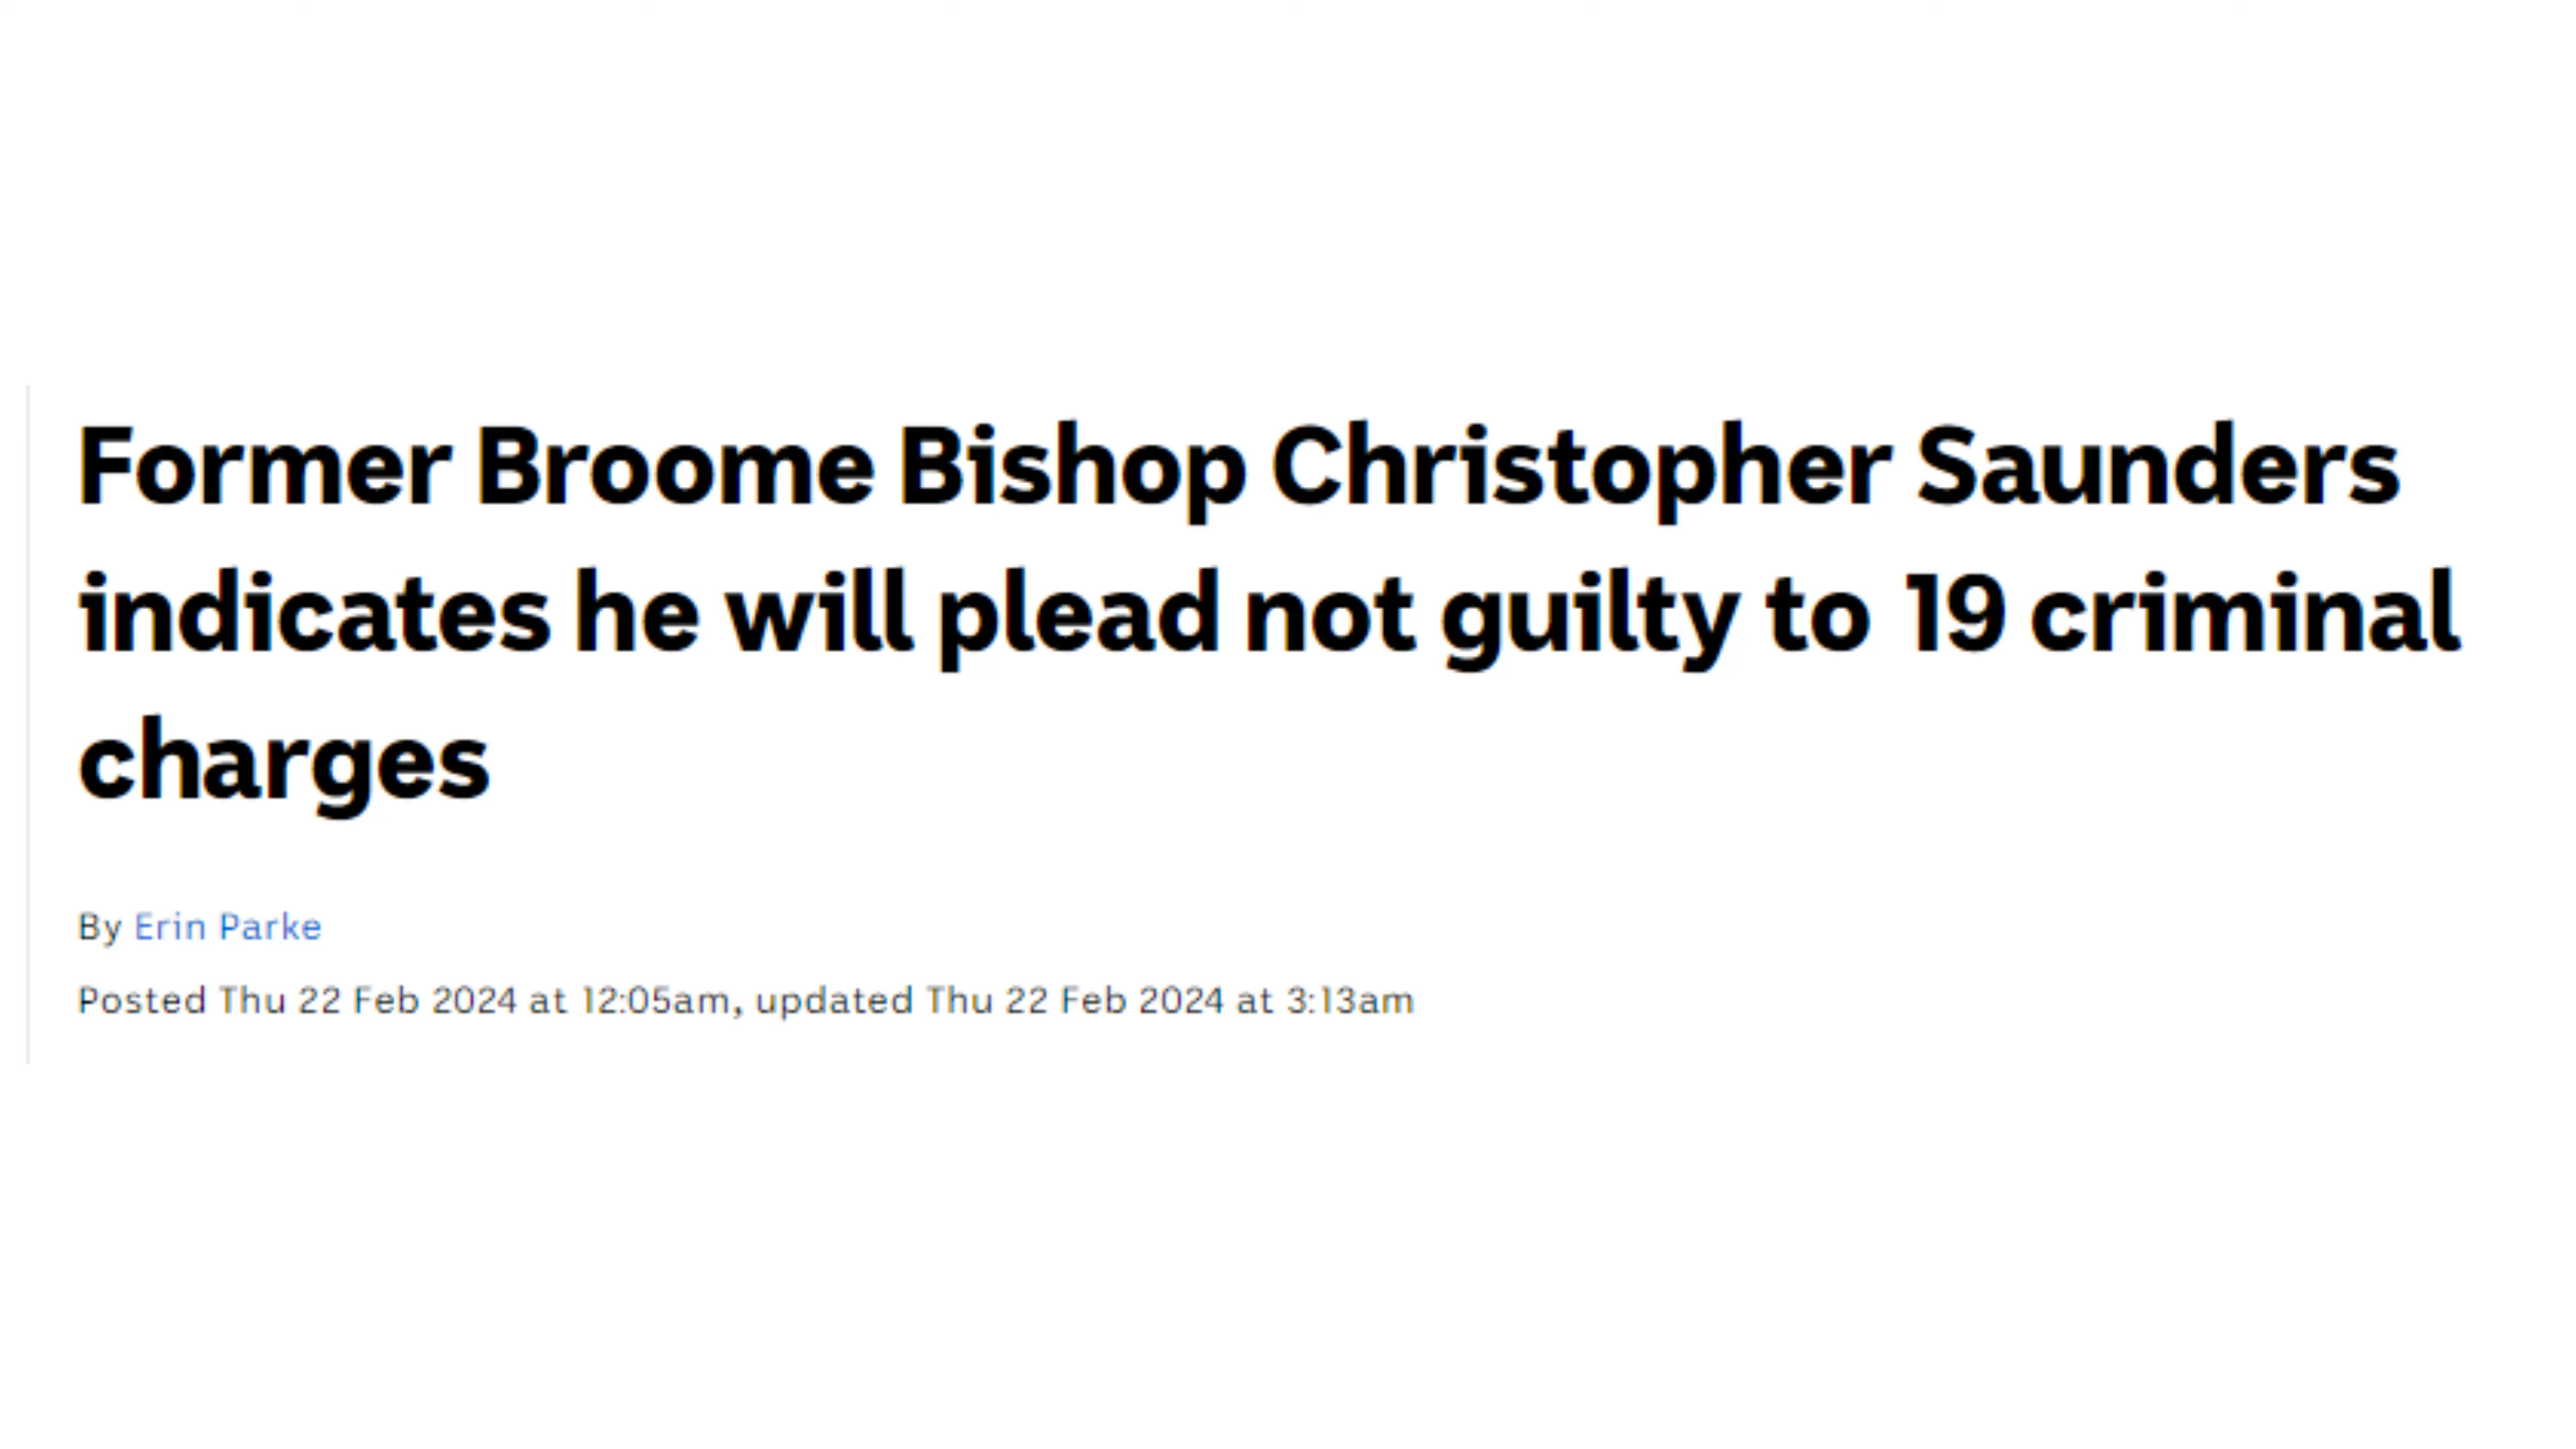 Former Broome Bishop Christopher Saunders
indicates he will plead not guilty to 19 criminal
charges
By Erin Parke
Posted Thu 22 Feb 2024 at 12:05am, updated Thu 22 Feb 2024 at 3:13am